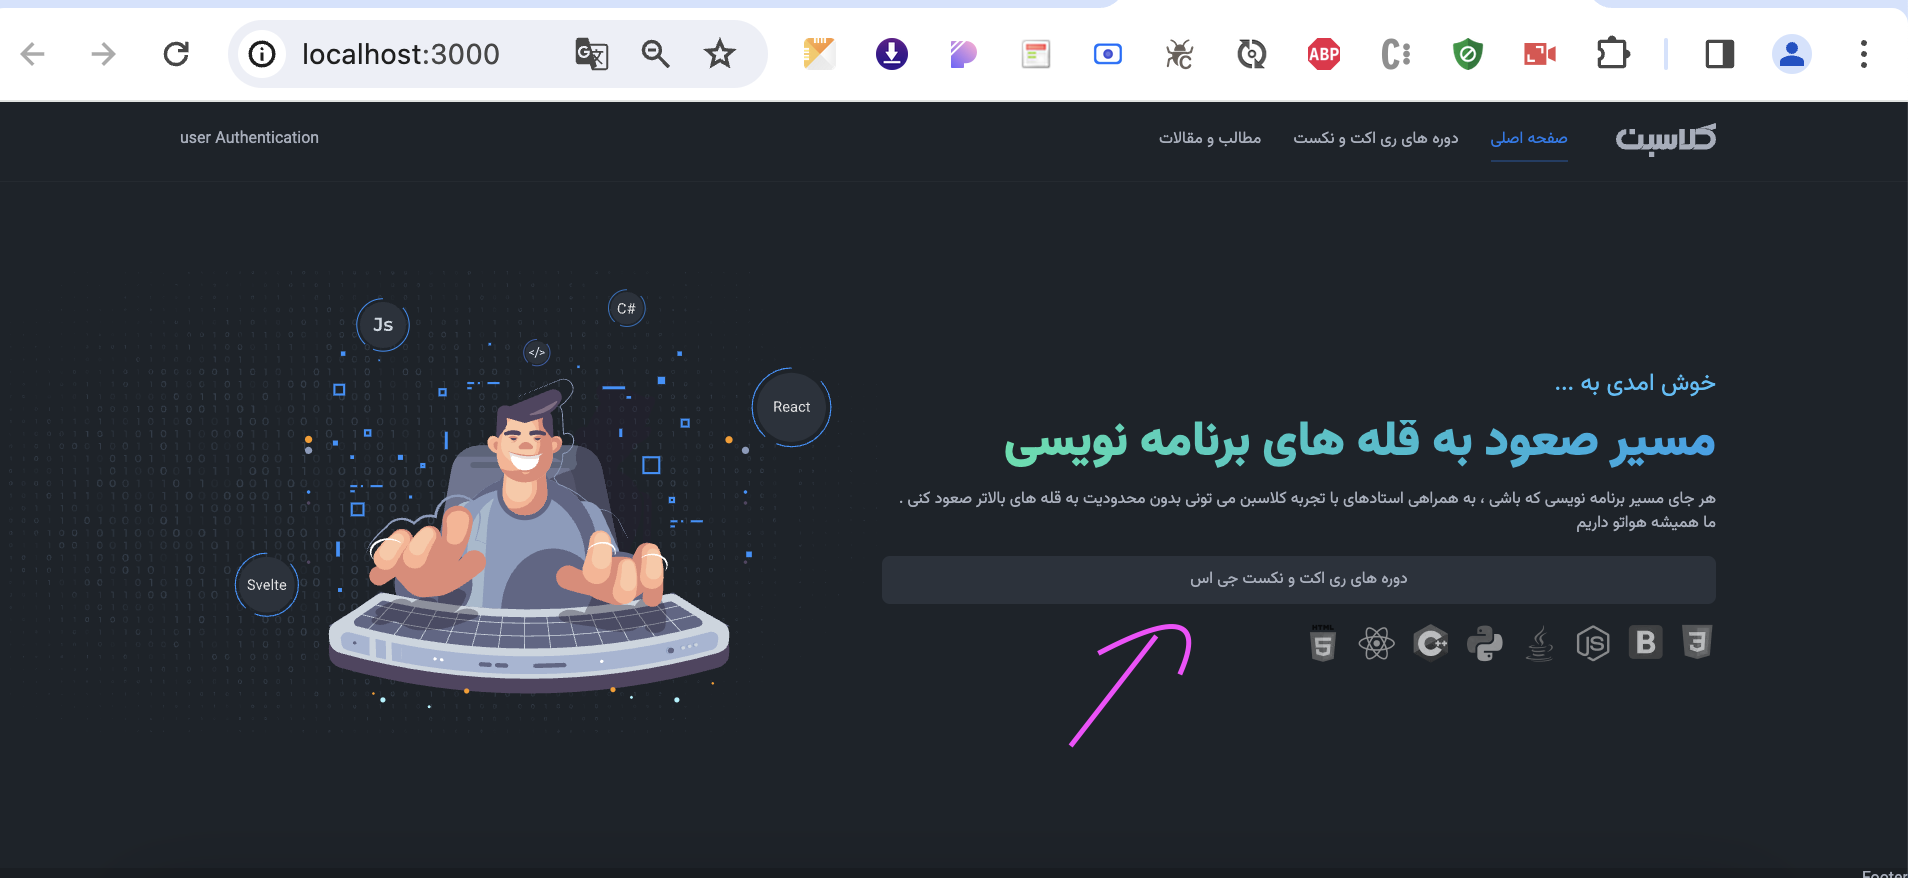 localhost:3000
ABP
کلاسبن
صفحه اصلی
دوره های ری اکت و نکست
مطالب و مقالات
user Authentication
خوش امدی به ...
مسیر صعود به قله های برنامه نویسی
هر جای مسیر برنامه نویسی که باشی ، به همراهی استادهای با تجربه کلاسبن می تونی بدون محدودیت به قله های بالاتر صعود کنی .
ما همیشه هواتو داریم
دوره های ری اکت و نکست جی اس
3
B
JS
C++
HTML
5
Js
C#
</>
React
Svelte
Footer